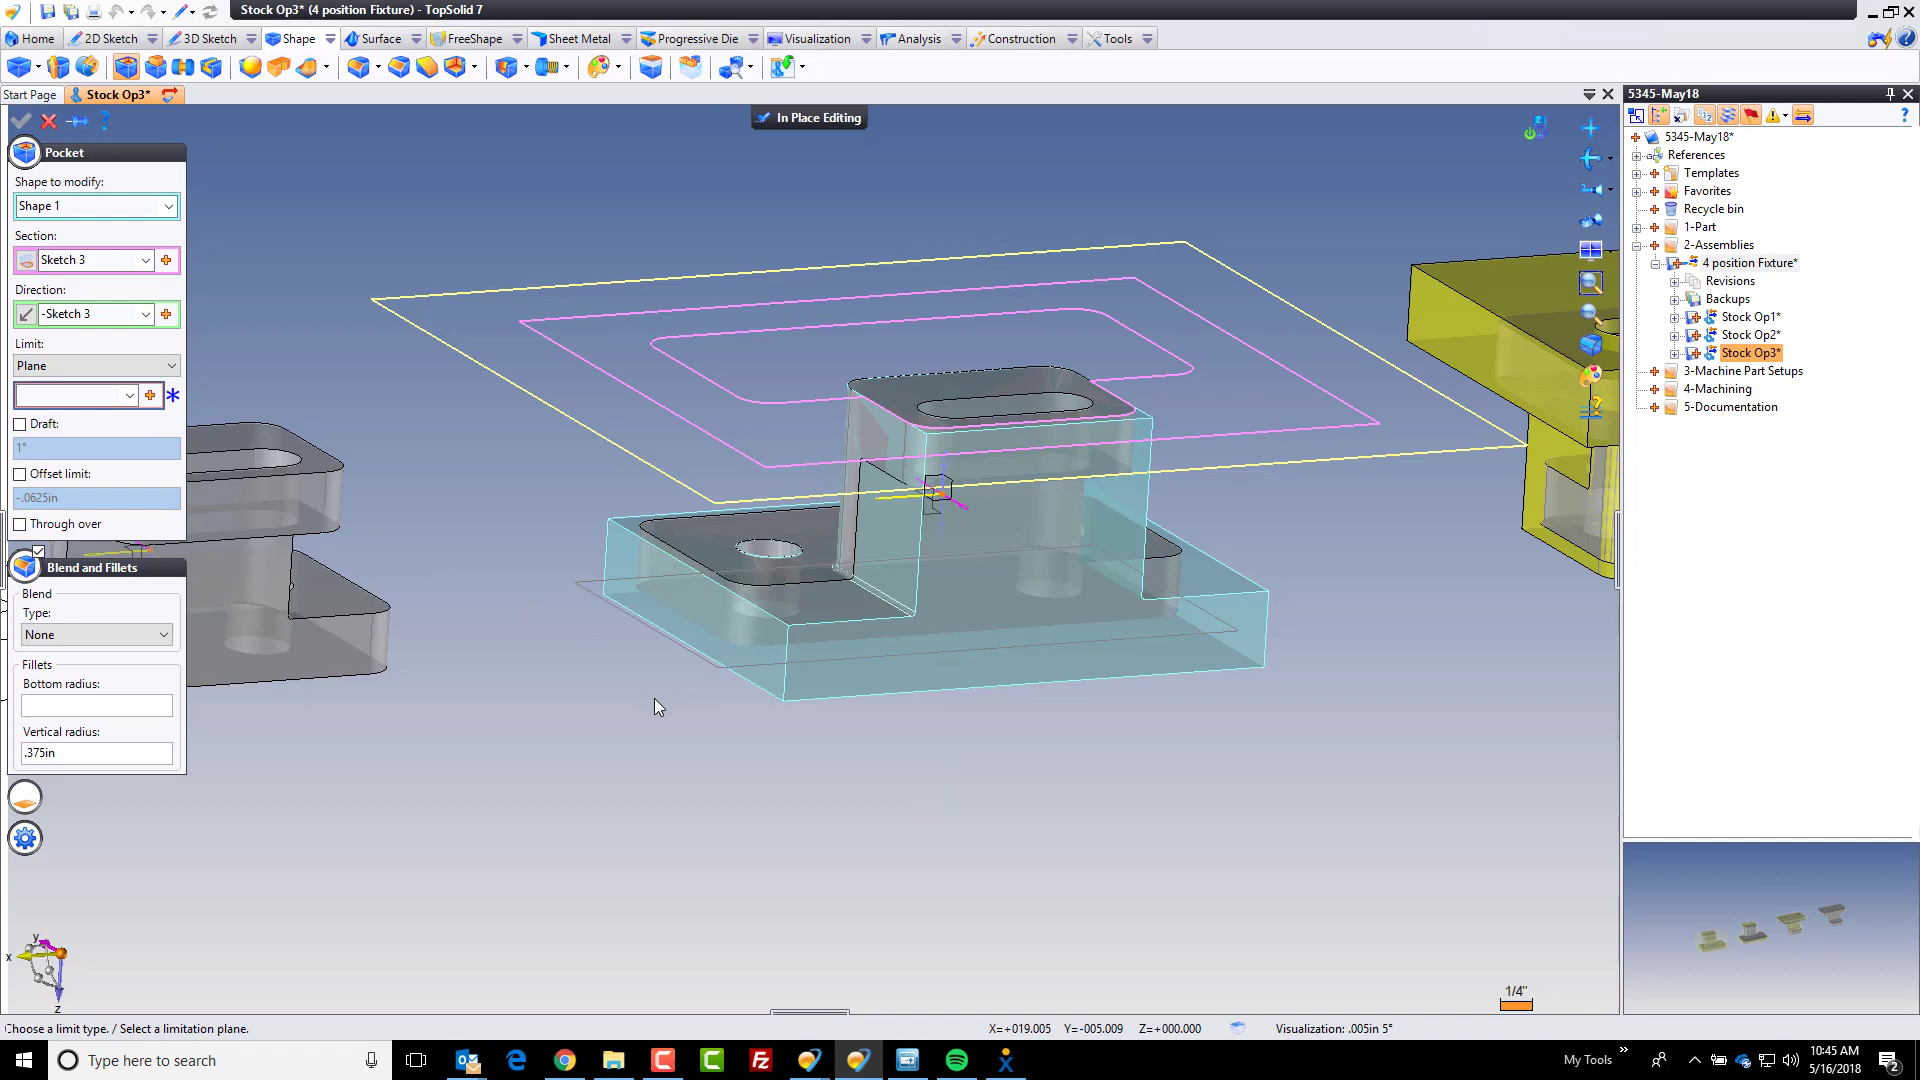 Stock Op3* (4 position Fixture*) - TopSolid 7
Home
2D Sketch
3D Sketch
Shape
Surface
FreeShape
Sheet Metal
Progressive Die
Visualization
Analysis
Construction
Tools
Start Page
Stock Op3*
In Place Editing
5345-May18
Pocket
Shape to modify:
Shape 1
Section:
Sketch 3
Direction:
-Sketch 3
Limit:
Plane
Draft:
1°
Offset limit:
-.0625in
Through over
Blend and Fillets
Blend
Type:
None
Fillets
Bottom radius:
Vertical radius:
.375in
5345-May18*
References
Templates
Favorites
Recycle bin
1-Part
2-Assemblies
4 position Fixture*
Revisions
Backups
Stock Op1*
Stock Op2*
Stock Op3*
3-Machine Part Setups
4-Machining
5-Documentation
y
x
z
1/4"
Choose a limit type. / Select a limitation plane.
X=+019.005 Y=-005.009 Z=+000.000
Visualization: .005in 5°
Type here to search
My Tools
10:45 AM
5/16/2018
2